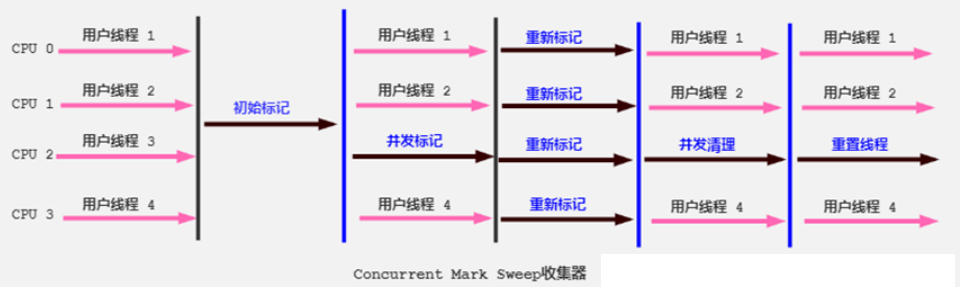 CPU 0 用户线程 1 用户线程 1 重新标记 用户线程 1 用户线程 1
CPU 1 用户线程 2 初始标记 用户线程 2 重新标记 用户线程 2 用户线程 2
CPU 2 用户线程 3 并发标记 重新标记 并发清理 重置线程
CPU 3 用户线程 4 用户线程 4 重新标记 用户线程 4 用户线程 4
Concurrent Mark Sweep收集器